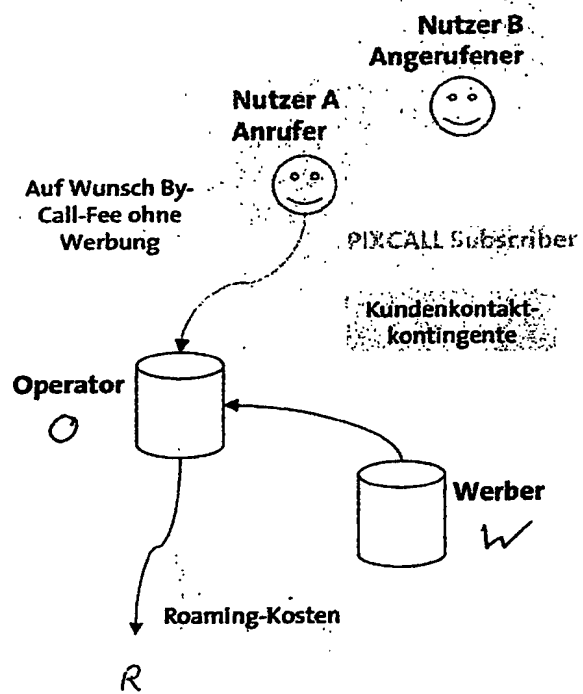 Nutzer B
Angerufener
Nutzer A
Anrufer
Auf Wunsch By-
Call-Fee ohne
Werbung
PIXCALL Subscriber
Kundenkontakt-
kontingente
Operator
O
Werber
W
Roaming-Kosten
R